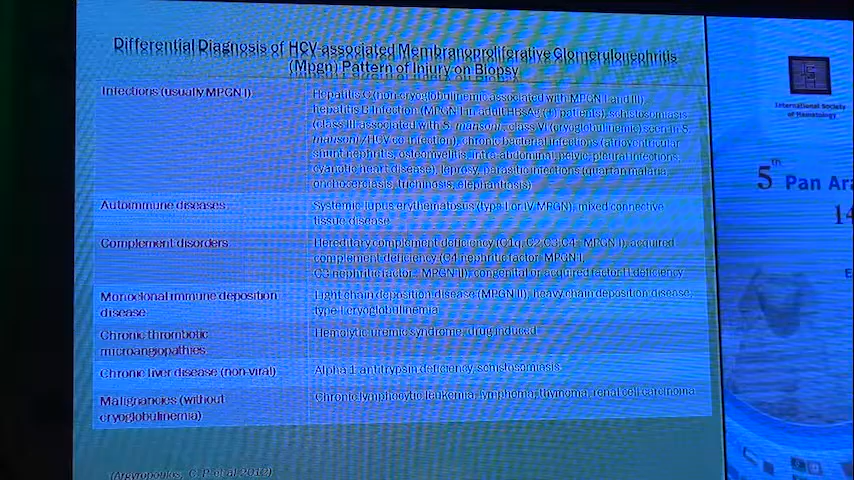 Differential Diagnosis of HCV-associated Membranoproliferative Glomerulonephritis
(Mpgn) Pattern of Injury on Biopsy
Infections (usually MPGN I)
Hepatitis C (non-cryoglobulinemic associated with MPGN I and III)
hepatitis B infection (MPGN I in adult HBsAg (+) patients), schistosomiasis
(class III associated with S. mansoni, class VI (cryoglobulinemic) seen in S.
mansoni/HCV co-infection), chronic bacterial infections (atrioventricular
shunt nephritis, osteomyelitis, intra-abdominal, pelvic, pleural infections,
cyanotic heart disease), leprosy, parasitic infections (quartan malaria,
onchocerciasis, trichinosis, elephantiasis)
Autoimmune diseases
Systemic lupus erythematosus (type I or IV MPGN), mixed connective
tissue disease
Complement disorders
Hereditary complement deficiency (C1q, C2, C3, C4- MPGN I), acquired
complement deficiency (C4 nephritic factor- MPGN I,
C3 nephritic factor- MPGN II), congenital or acquired factor H deficiency
Monoclonal immune deposition
disease
Light chain deposition disease (MPGN II), heavy chain deposition disease,
type I cryoglobulinemia
Chronic thrombotic
microangiopathies
Hemolytic uremic syndrome, drug induced
Chronic liver disease (non-viral)
Alpha 1 antitrypsin deficiency, schistosomiasis
Malignancies (without
cryoglobulinemia)
Chronic lymphocytic leukemia, lymphoma, thymoma, renal cell carcinoma
(Argyropoulos, C. P. et al 2012)
International Society
of Hematology
5th Pan Ara
14
E